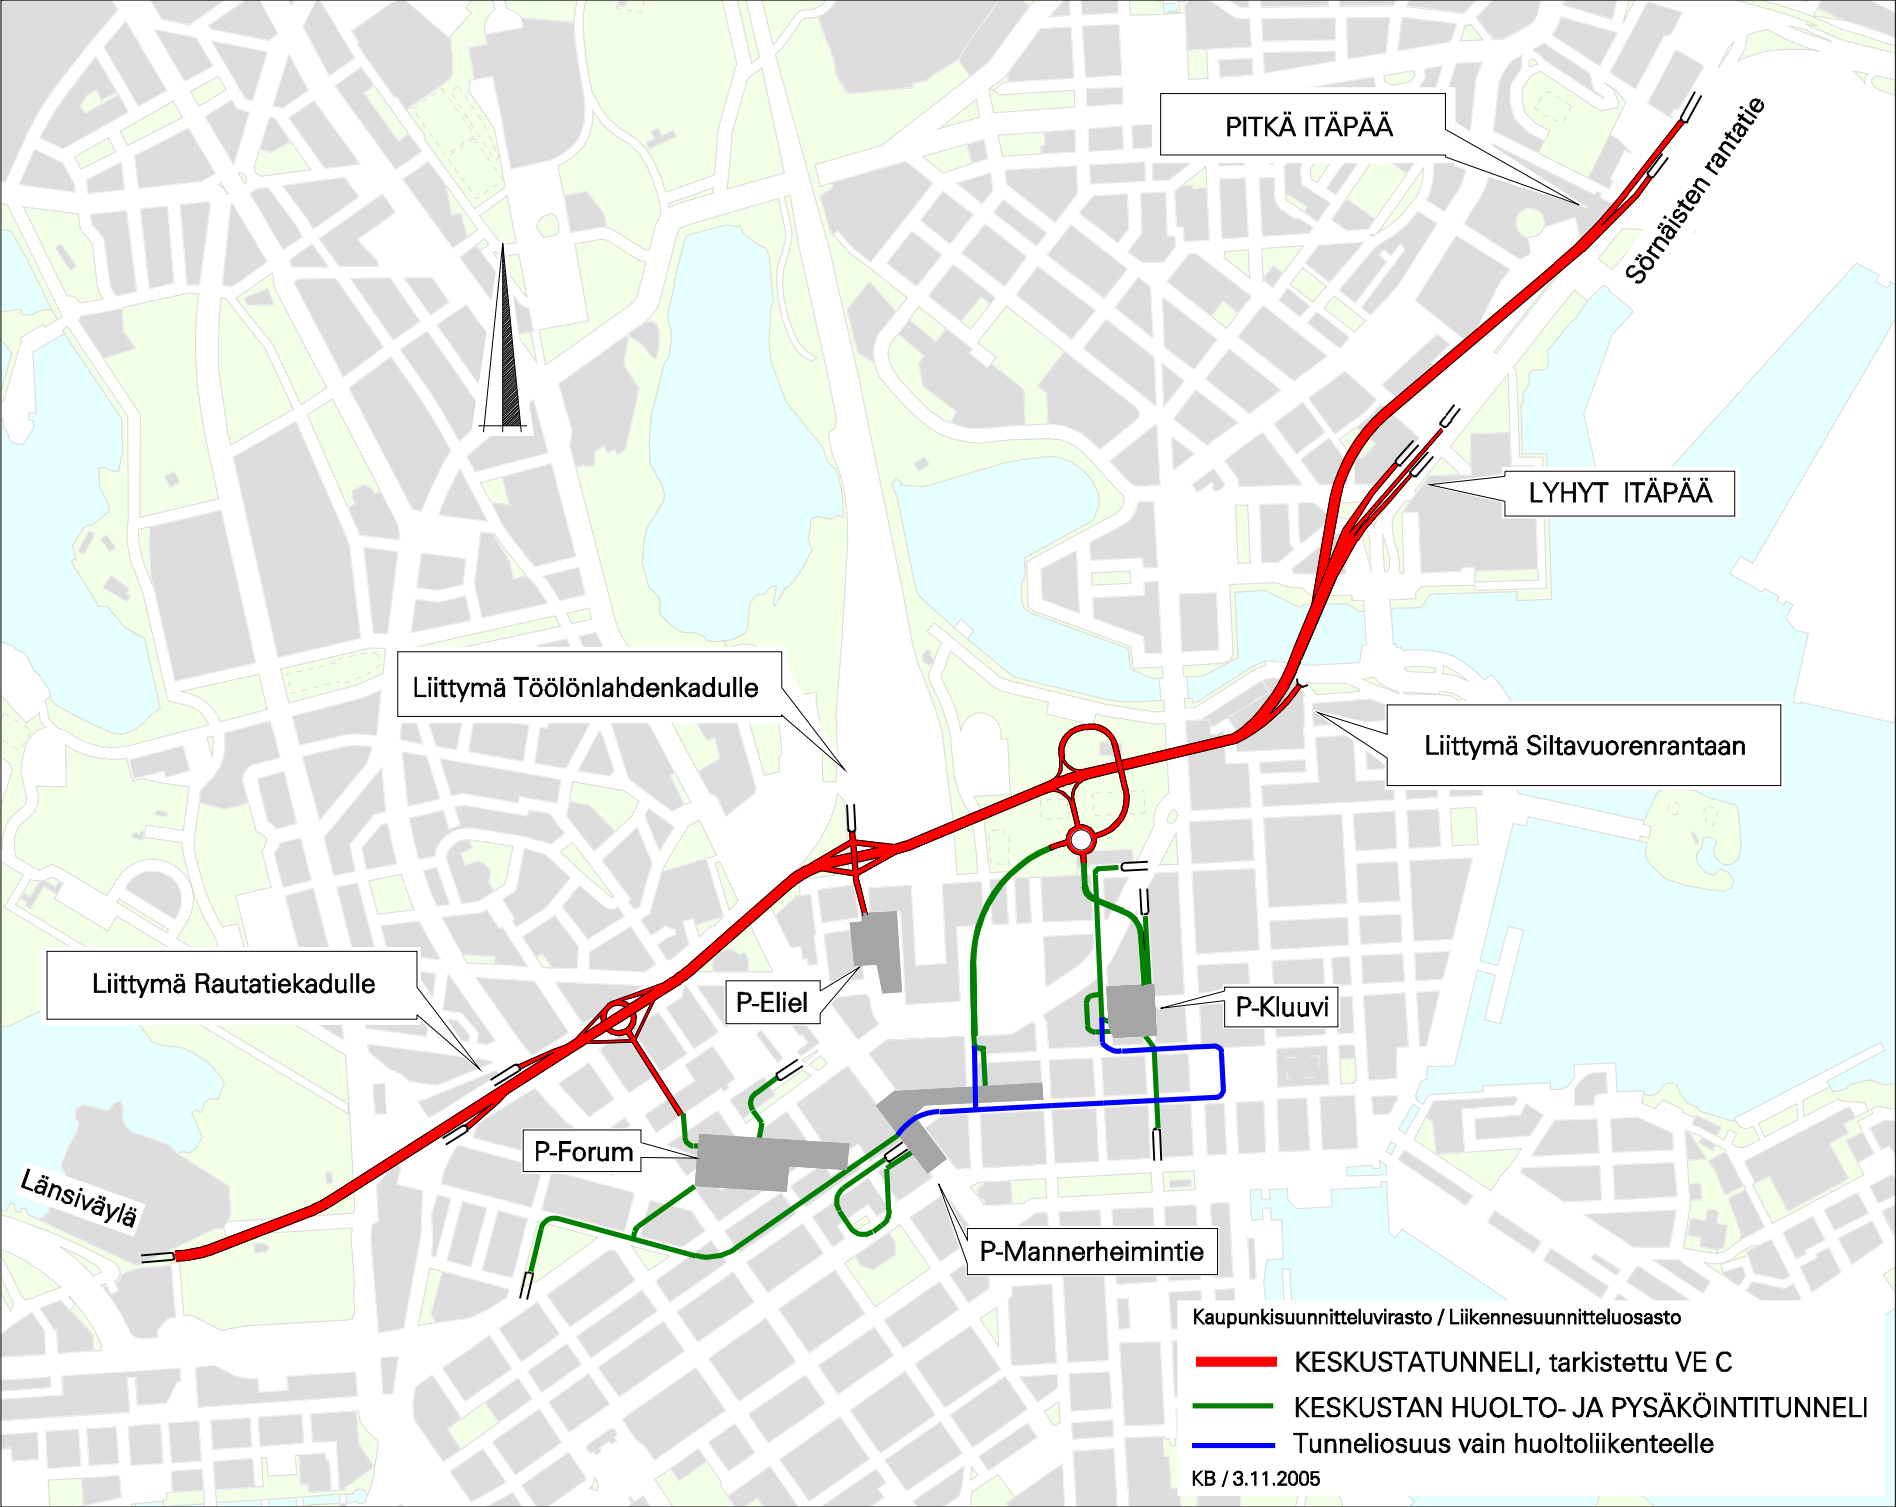 PITKÄ ITÄPÄÄ
Sörnäisten rantatie
LYHYT ITÄPÄÄ
Liittymä Töölönlahdenkadulle
Liittymä Siltavuorenrantaan
Liittymä Rautatiekadulle
P-Eliel
P-Kluuvi
P-Forum
Länsiväylä
P-Mannerheimintie
Kaupunkisuunnitteluvirasto / Liikennesuunnitteluosasto
KESKUSTATUNNELI, tarkistettu VE C
KESKUSTAN HUOLTO- JA PYSÄKÖINTITUNNELI
Tunneliosuus vain huoltoliikenteelle
KB / 3.11.2005